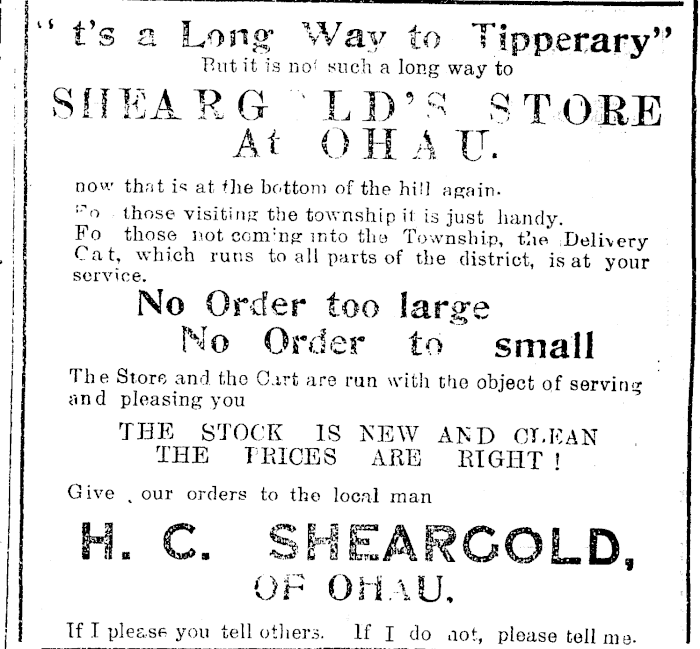 “ t's a Long Way to Tipperary”
But it is not such a long way to
SHEARG LD'S STORE
At OHAU.
now that is at the bottom of the hill again.
Fo those visiting the township it is just handy.
Fo those not coming into the Township, the Delivery
Cat, which runs to all parts of the district, is at your
service.
No Order too large
No Order to small
The Store and the Cart are run with the object of serving
and pleasing you
THE STOCK IS NEW AND CLEAN
THE PRICES ARE RIGHT !
Give our orders to the local man
H. C. SHEARGOLD,
OF OHAU.
If I please you tell others. If I do not, please tell me.